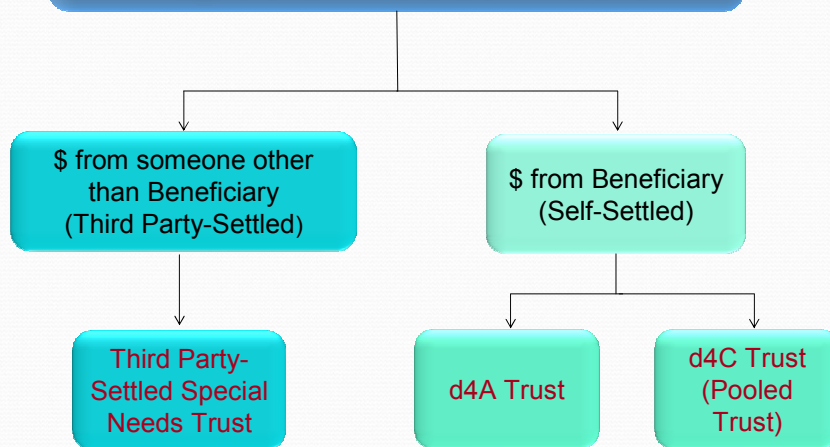 $ from someone other
than Beneficiary
(Third Party-Settled)
$ from Beneficiary
(Self-Settled)
Third Party-
Settled Special
Needs Trust
d4A Trust
d4C Trust
(Pooled
Trust)